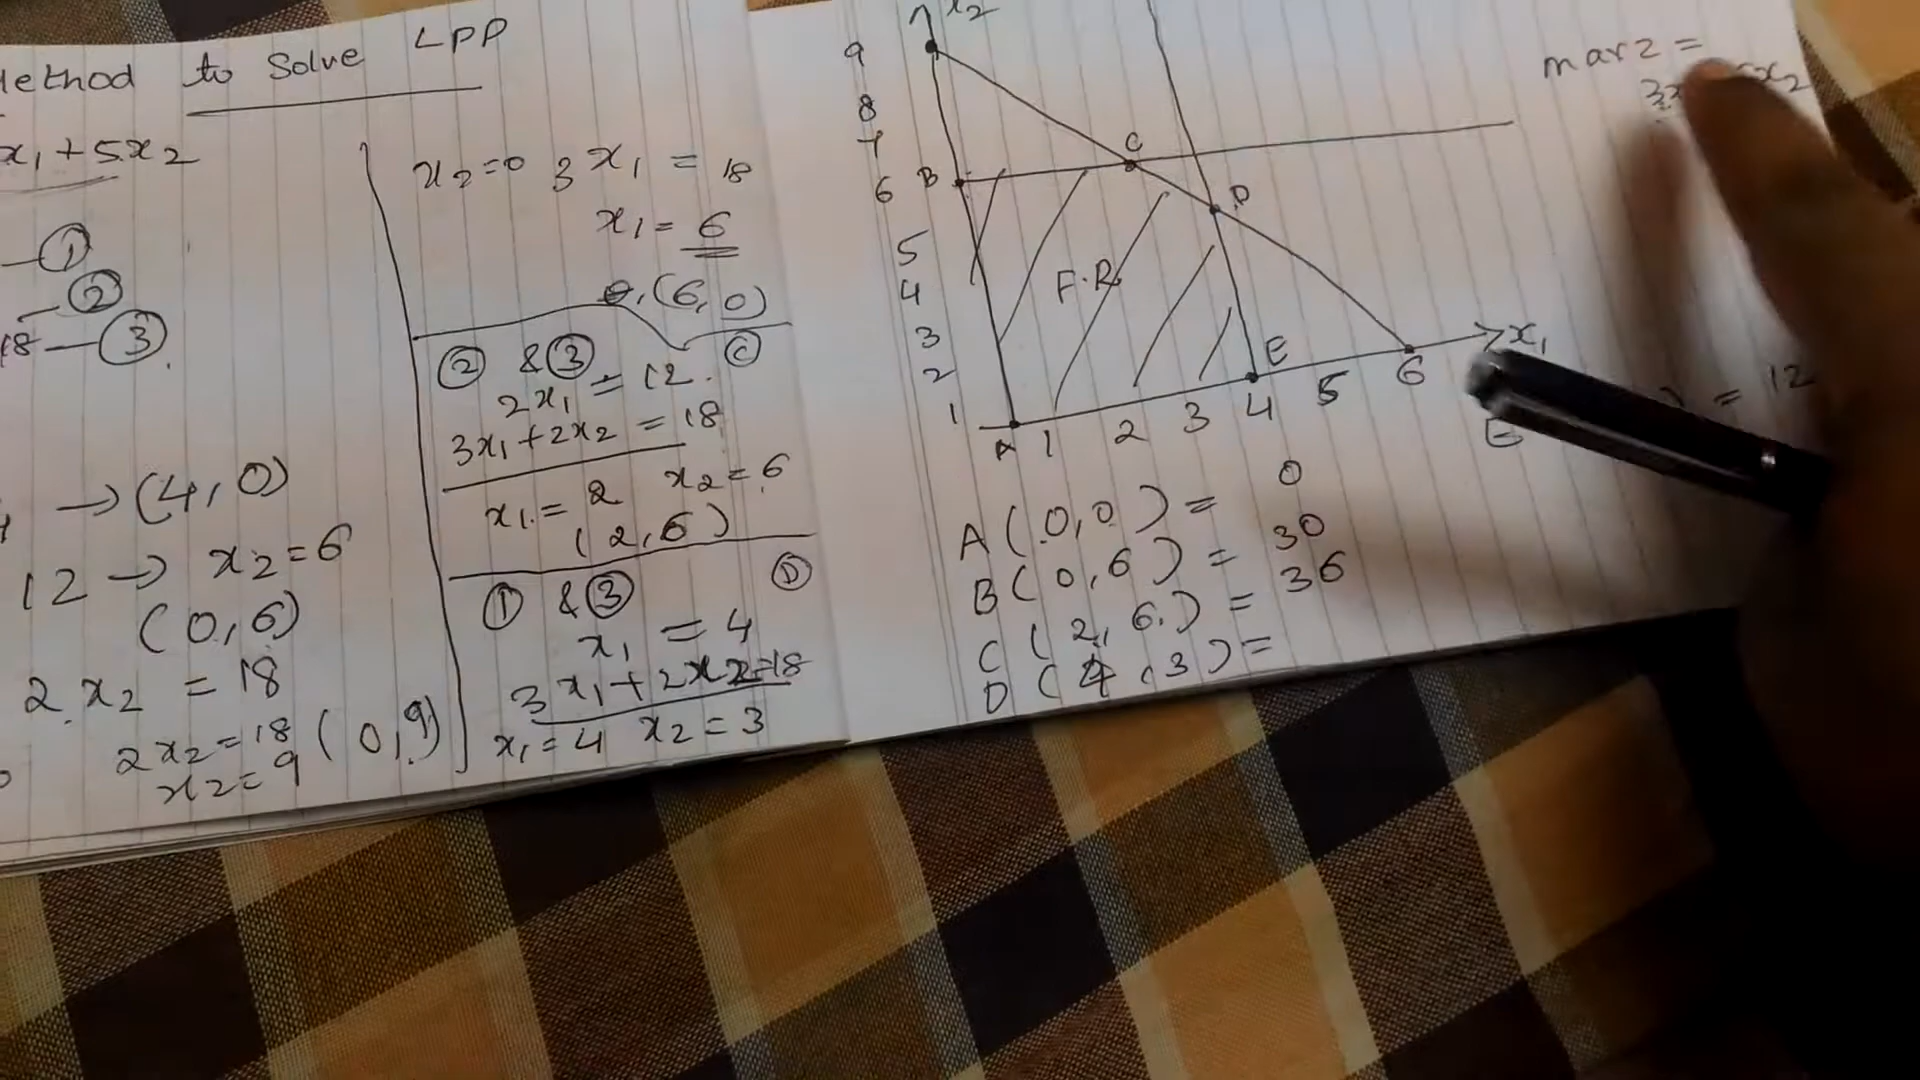 Method to Solve LPP
x1 + 5x2
— ①
— ②
18 — ③
→ (4,0)
12 → x2 = 6
(0,6)
2x2 = 18
2x2 = 18 (0,9)
x2 = 9
x2=0 3x1 = 18
x1 = 6
(6,0)
② & ③ Ⓒ
2x1 = 12
3x1+2x2 = 18
x1 = 2 x2 = 6
(2,6)
① & ③ Ⓓ
x1 = 4
3x1+2x2=18
x1=4 x2=3
x2
9
8
7
6 B
5
4
3
2
1
C
D
F.R
E
x1
A 1 2 3 4 5 6
max z =
x2
) = 12
E
A (0,0) = 0
B (0,6) = 30
C (2,6) = 36
D (4,3) =